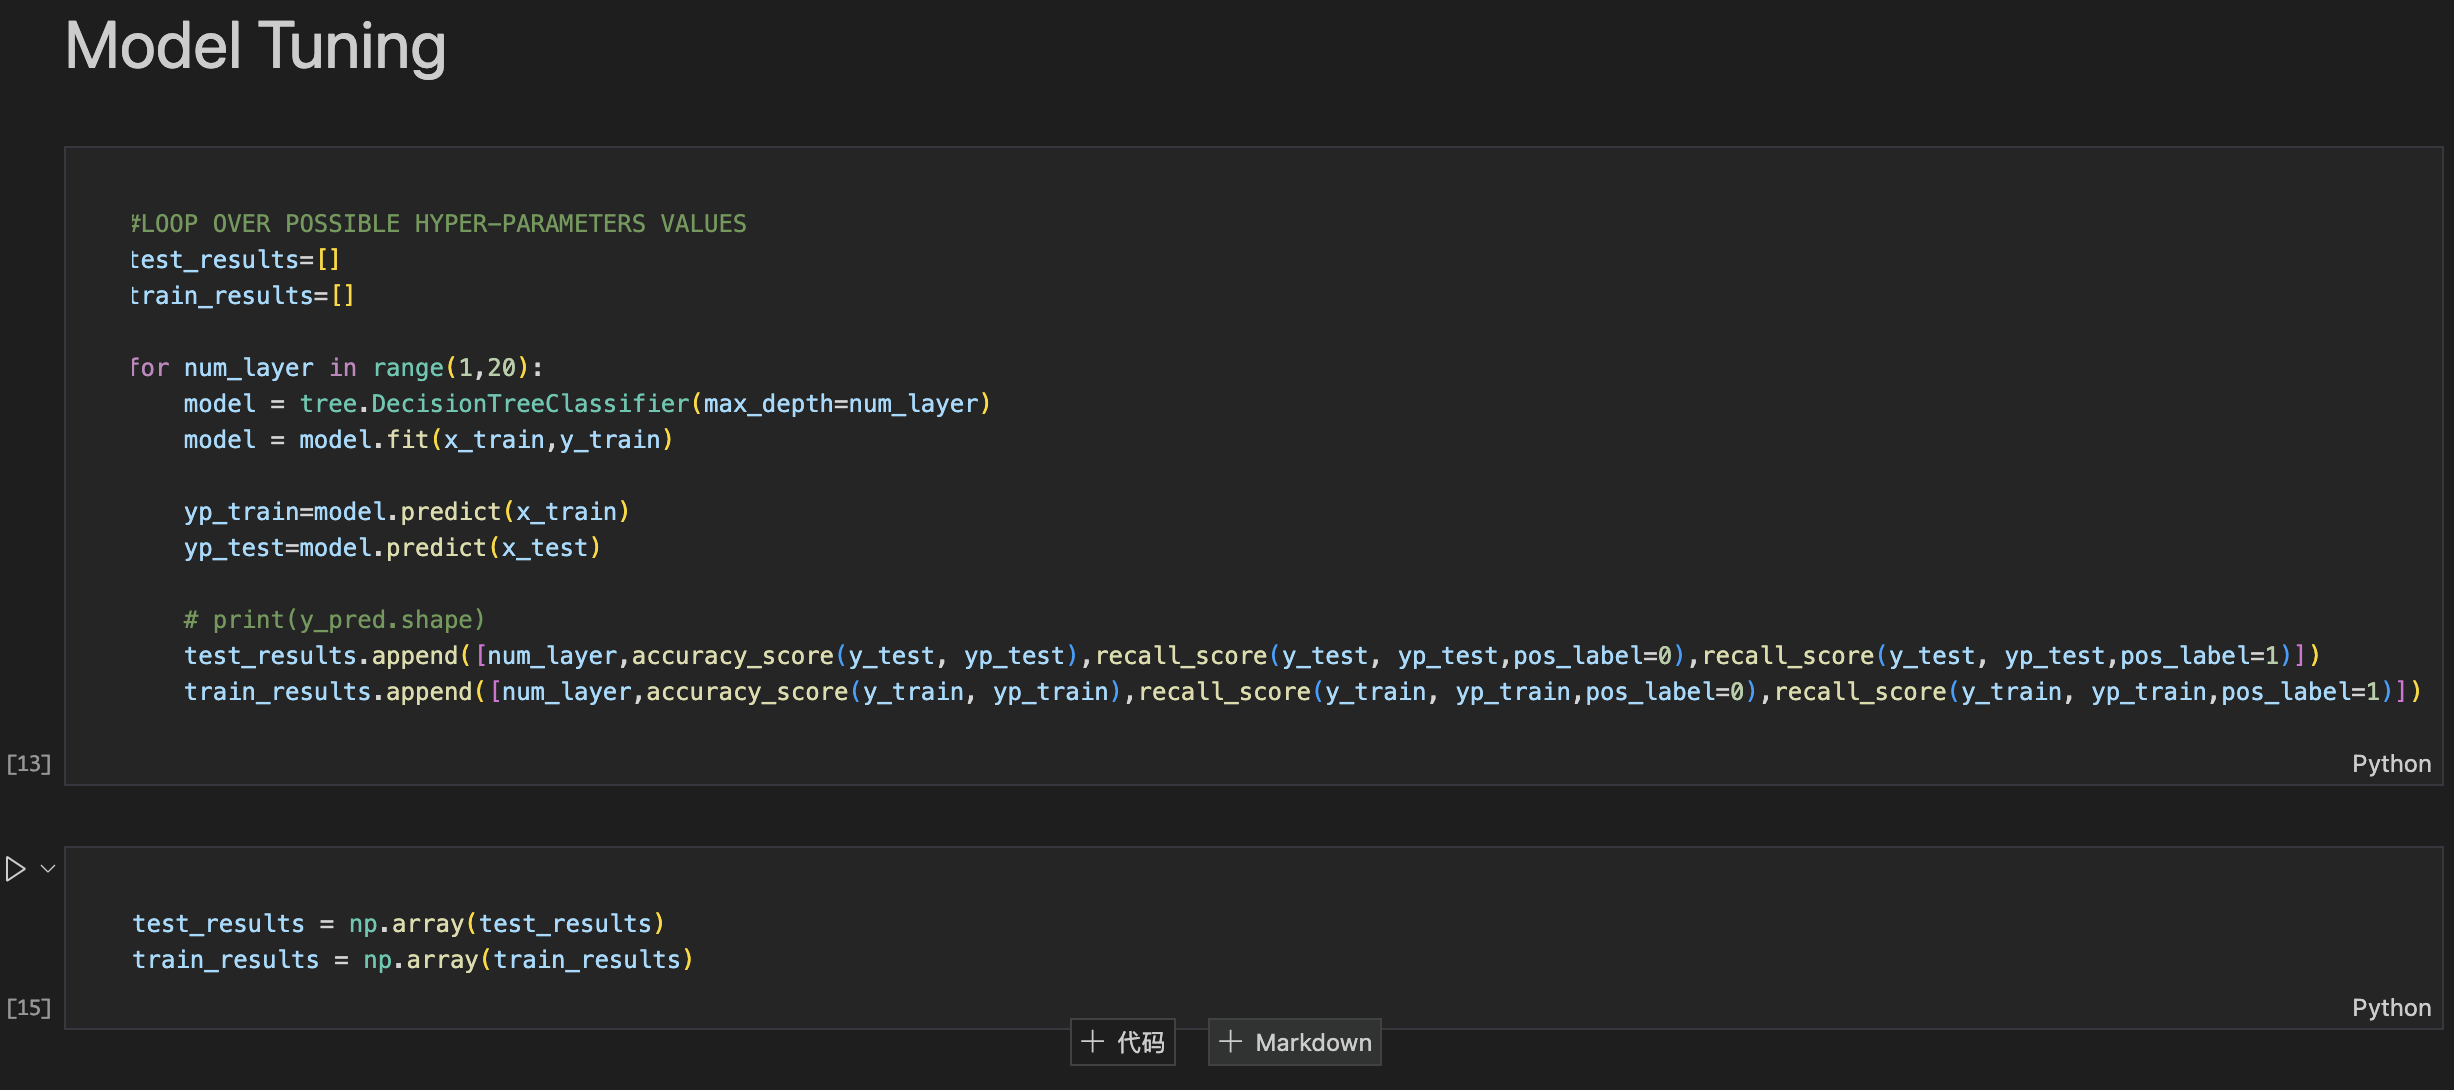 Model Tuning
#LOOP OVER POSSIBLE HYPER-PARAMETERS VALUES
test_results=[]
train_results=[]
for num_layer in range(1,20):
    model = tree.DecisionTreeClassifier(max_depth=num_layer)
    model = model.fit(x_train,y_train)
    yp_train=model.predict(x_train)
    yp_test=model.predict(x_test)
    # print(y_pred.shape)
    test_results.append([num_layer,accuracy_score(y_test, yp_test),recall_score(y_test, yp_test,pos_label=0),recall_score(y_test, yp_test,pos_label=1)])
    train_results.append([num_layer,accuracy_score(y_train, yp_train),recall_score(y_train, yp_train,pos_label=0),recall_score(y_train, yp_train,pos_label=1)])
[13] Python
test_results = np.array(test_results)
train_results = np.array(train_results)
[15] Python
+ 代码 + Markdown